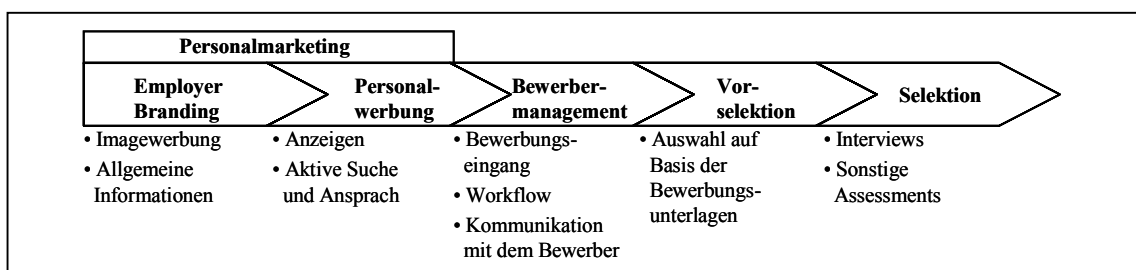 Personalmarketing
Employer
Branding
Personal-
werbung
Bewerber-
management
Vor-
selektion
Selektion
• Imagewerbung
• Allgemeine
Informationen
• Anzeigen
• Aktive Suche
und Ansprach
• Bewerbungs-
eingang
• Workflow
• Kommunikation
mit dem Bewerber
• Auswahl auf
Basis der
Bewerbungs-
unterlagen
• Interviews
• Sonstige
Assessments